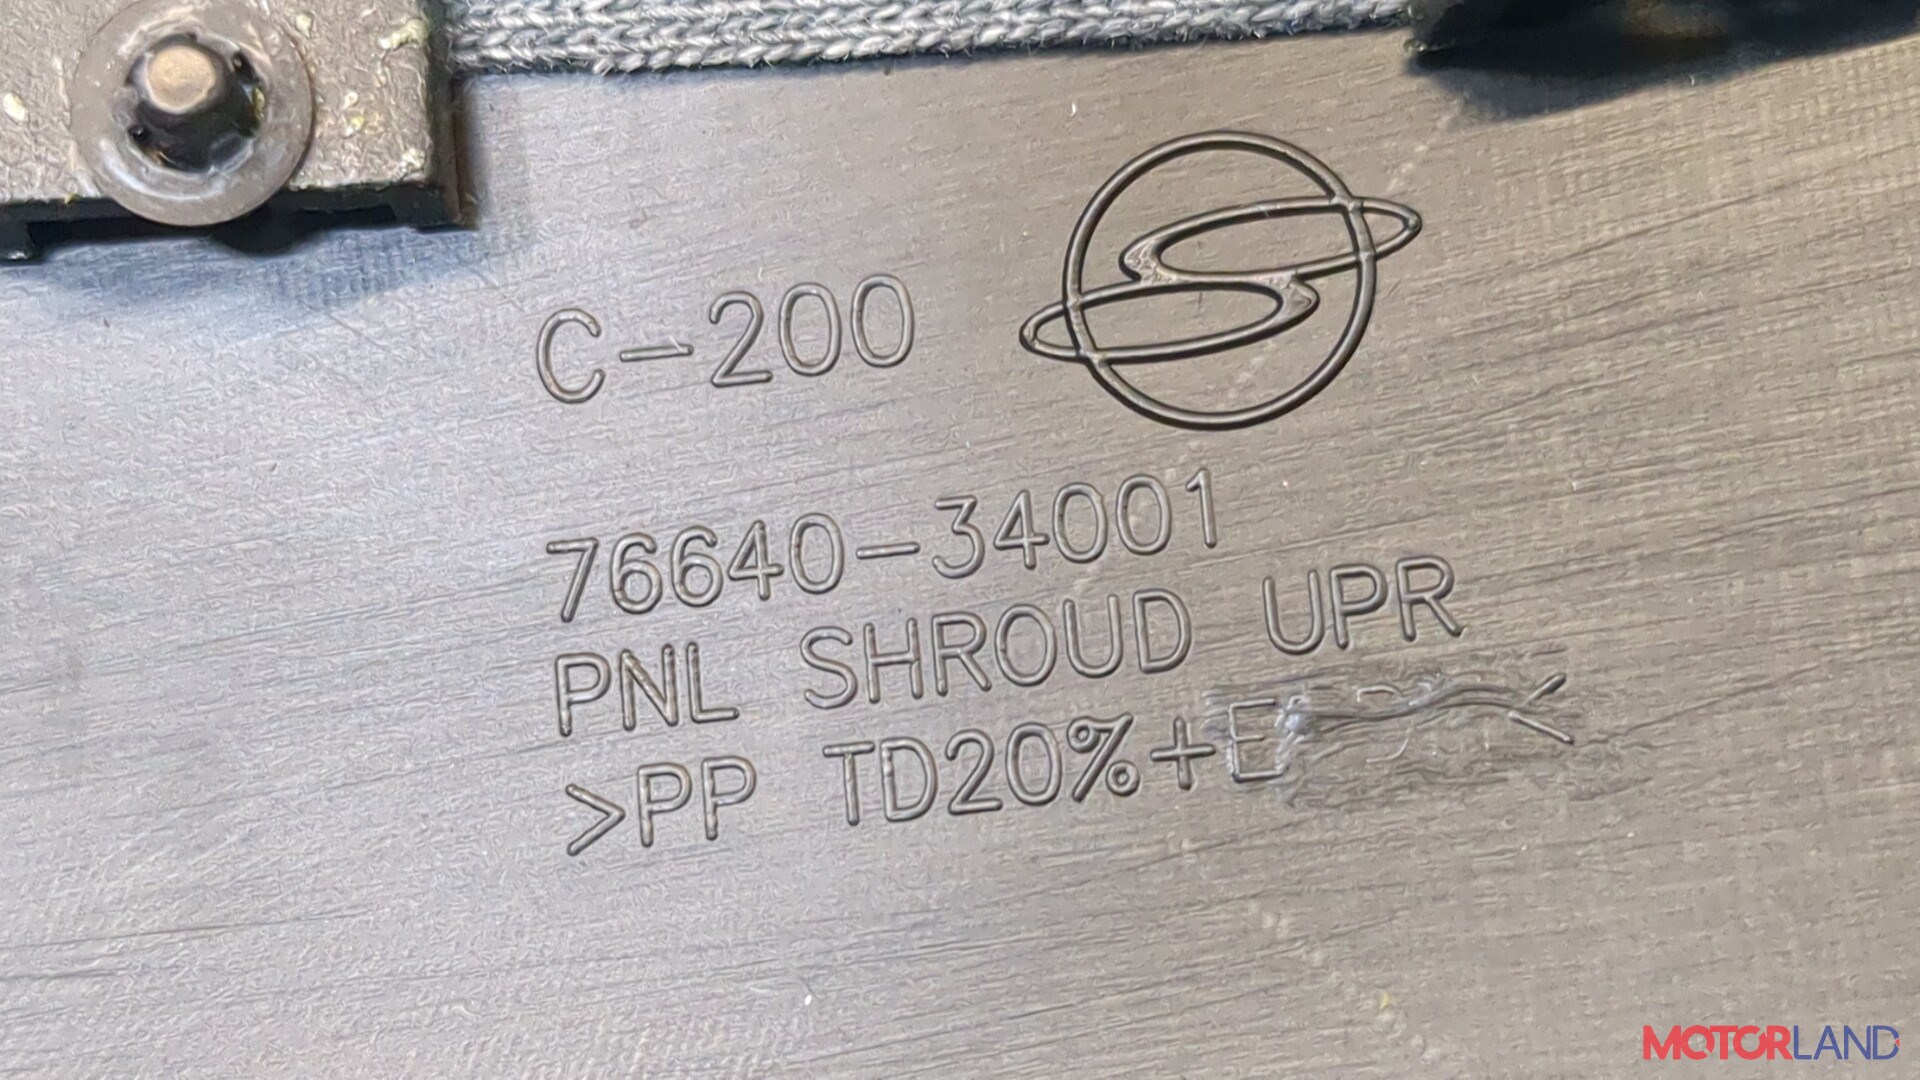 C-200
76640-34001
PNL SHROUD UPR
>PP TD20%+
MOTORLAND